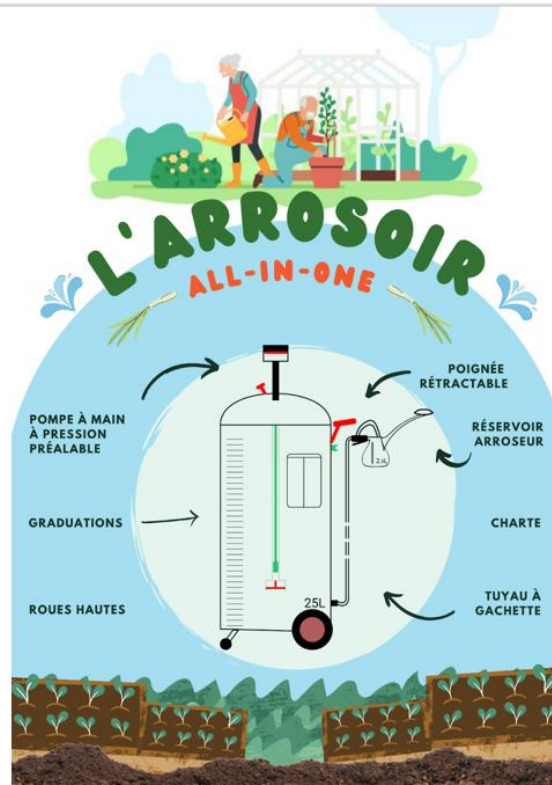 L'ARROSOIR
ALL-IN-ONE
POMPE À MAIN
À PRESSION
PRÉALABLE
GRADUATIONS
ROUES HAUTES
POIGNÉE
RÉTRACTABLE
RÉSERVOIR
ARROSEUR
CHARTE
TUYAU À
GACHETTE
25L